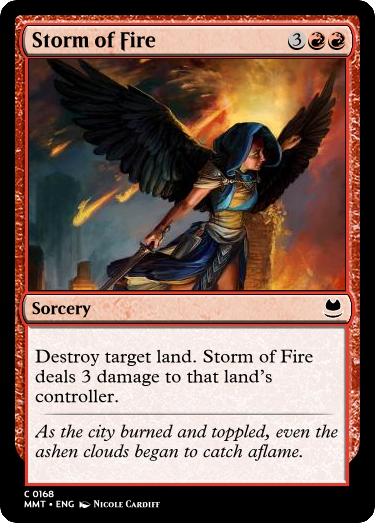 Storm of Fire 3
Sorcery
Destroy target land. Storm of Fire
deals 3 damage to that land's
controller.
As the city burned and toppled, even the
ashen clouds began to catch aflame.
C 0168
MMT • ENG Nicole Cardiff